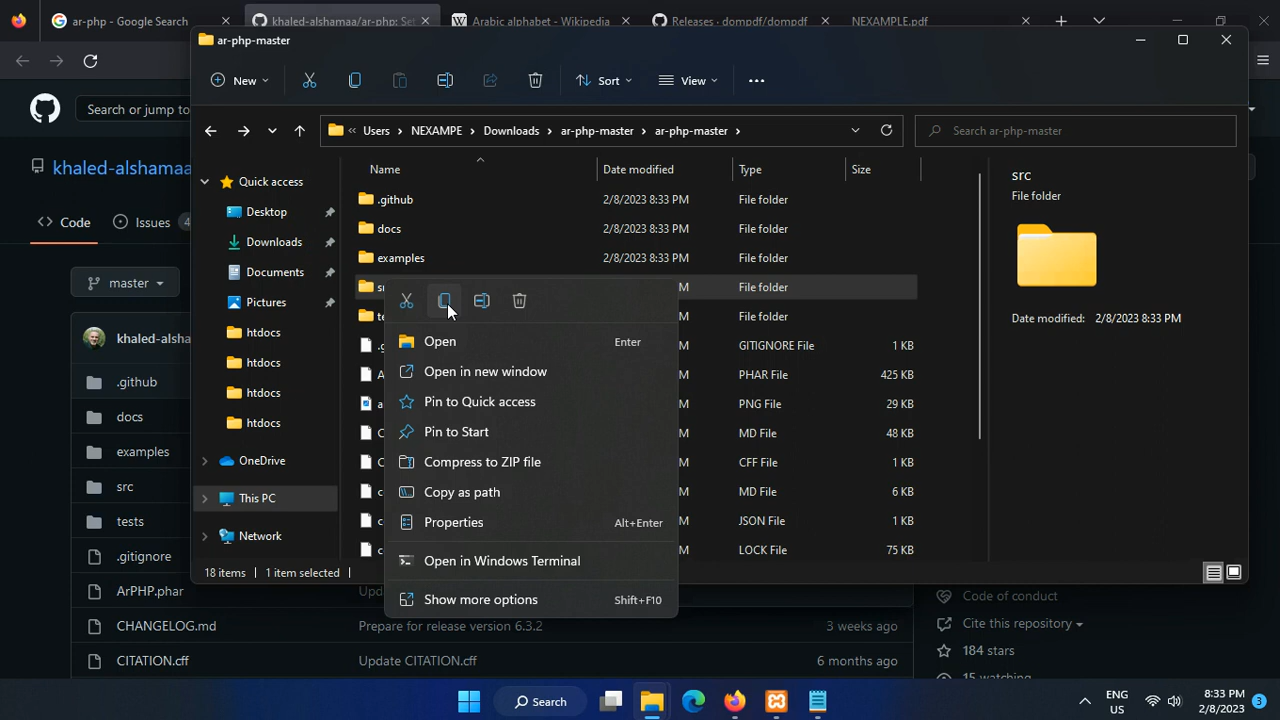 ar-php - Google Search
khaled-alshamaa/ar-php: Set
Arabic alphabet - Wikipedia
Releases · dompdf/dompdf
NEXAMPLE.pdf
ar-php-master
New
Sort
View
Search or jump to
Users
NEXAMPE
Downloads
ar-php-master
ar-php-master
Search ar-php-master
Name
Date modified
Type
Size
src
File folder
Date modified: 2/8/2023 8:33 PM
khaled-alshamaa
Code
Issues
4
master
Quick access
Desktop
Downloads
Documents
Pictures
htdocs
htdocs
htdocs
htdocs
OneDrive
This PC
Network
.github 2/8/2023 8:33 PM File folder
docs 2/8/2023 8:33 PM File folder
examples 2/8/2023 8:33 PM File folder
M File folder
M File folder
M GITIGNORE File 1 KB
M PHAR File 425 KB
M PNG File 29 KB
M MD File 48 KB
M CFF File
M MD File 6 KB
M JSON File 1 KB
M LOCK File 75 KB
Open Enter
Open in new window
Pin to Quick access
Pin to Start
Compress to ZIP file
Copy as path
Properties Alt+Enter
Open in Windows Terminal
Show more options Shift+F10
18 items
1 item selected
khaled-alsha
.github
docs
examples
src
tests
.gitignore
ArPHP.phar
CHANGELOG.md Prepare for release version 6.3.2 3 weeks ago
CITATION.cff Update CITATION.cff 6 months ago
Code of conduct
Cite this repository
184 stars
15 watching
Search
ENG
US
8:33 PM
2/8/2023
3